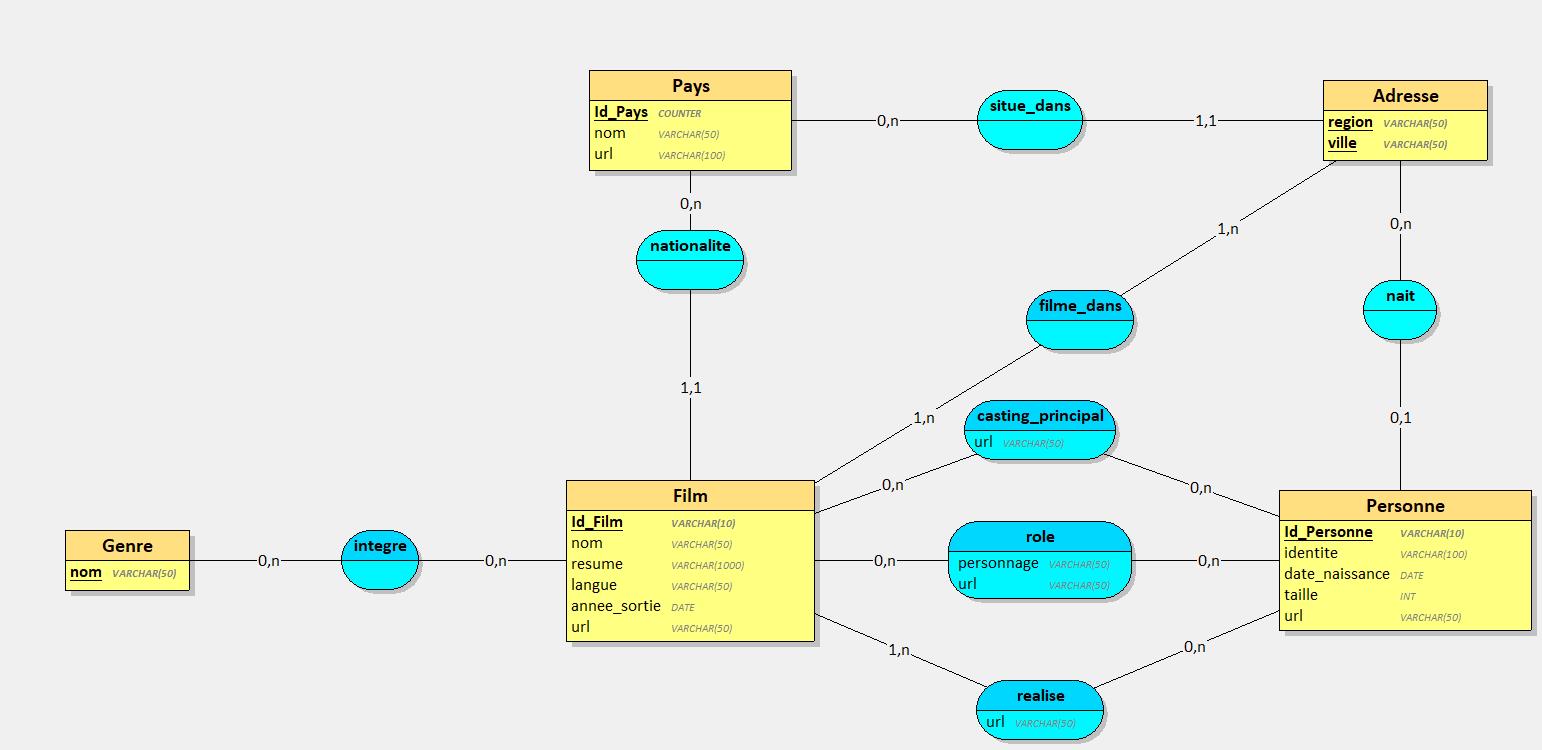 Pays
Id_Pays COUNTER
nom VARCHAR(50)
url VARCHAR(100)
0,n
situe_dans
1,1
Adresse
region VARCHAR(50)
ville VARCHAR(50)
0,n
nationalite
1,1
1,n
filme_dans
1,n
0,n
nait
0,1
casting_principal
url VARCHAR(50)
0,n
0,n
Genre
nom VARCHAR(50)
0,n
integre
0,n
Film
Id_Film VARCHAR(10)
nom VARCHAR(50)
resume VARCHAR(1000)
langue VARCHAR(50)
annee_sortie DATE
url VARCHAR(50)
0,n
role
personnage VARCHAR(50)
url VARCHAR(50)
0,n
Personne
Id_Personne VARCHAR(10)
identite VARCHAR(100)
date_naissance DATE
taille INT
url VARCHAR(50)
1,n
realise
url VARCHAR(50)
0,n